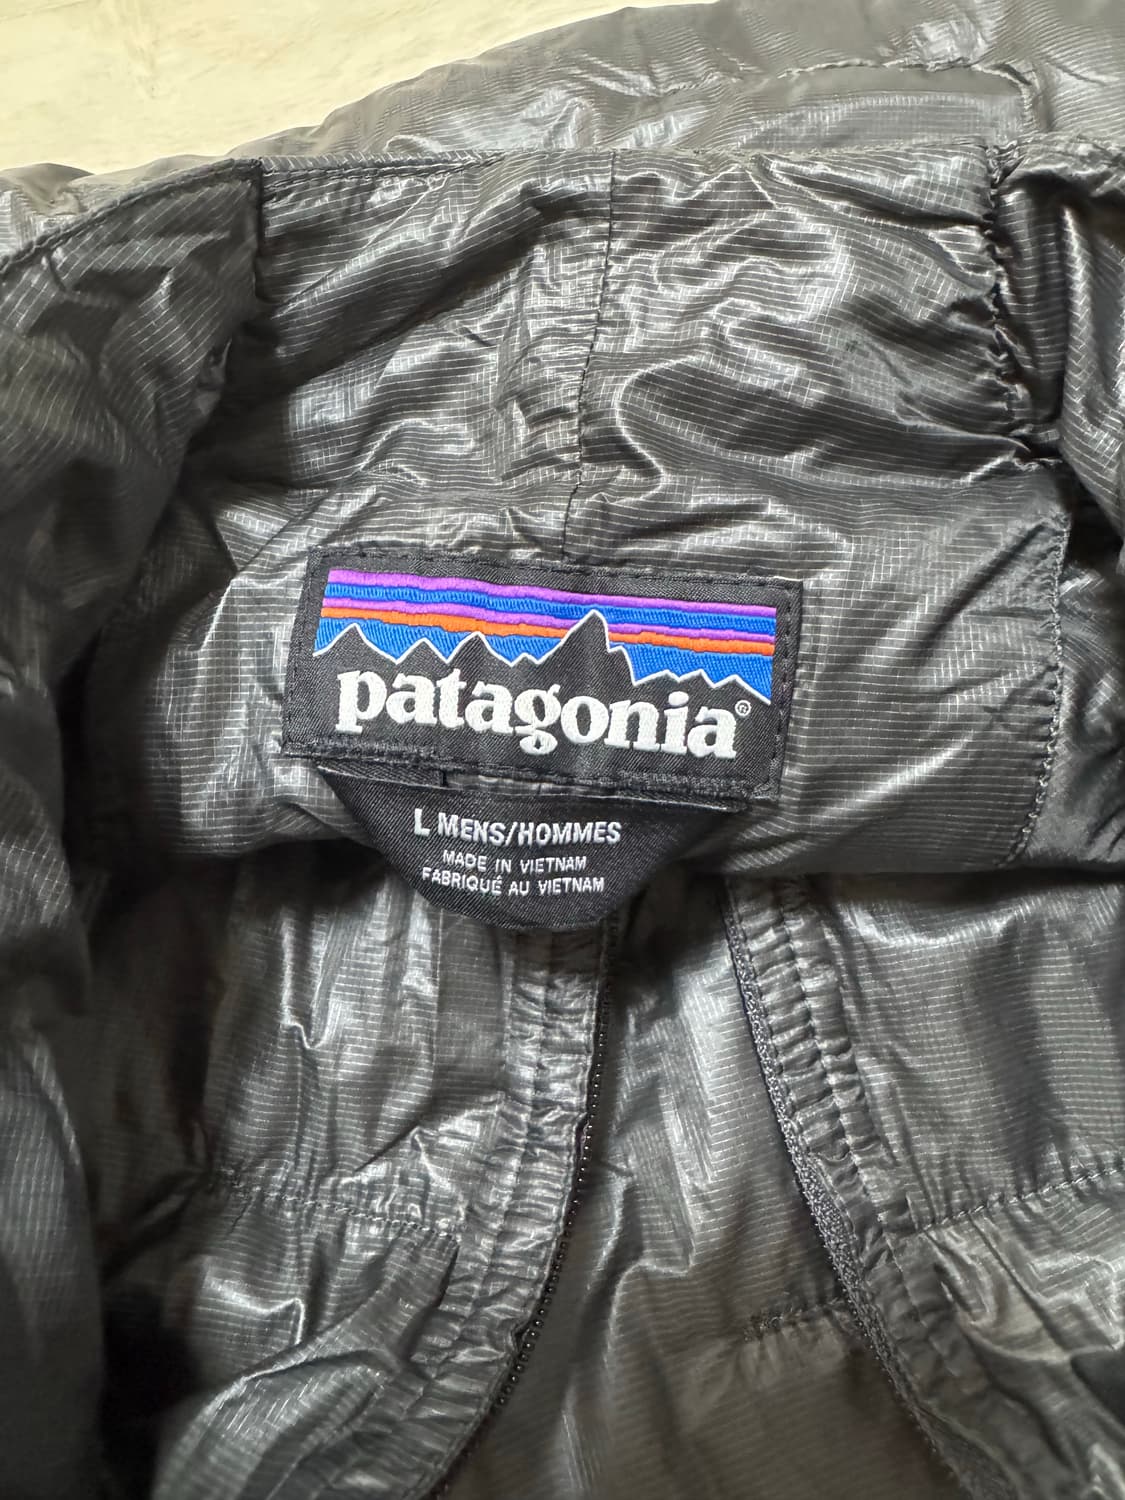 patagonia®
L MENS/HOMMES
MADE IN VIETNAM
FABRIQUÉ AU VIETNAM